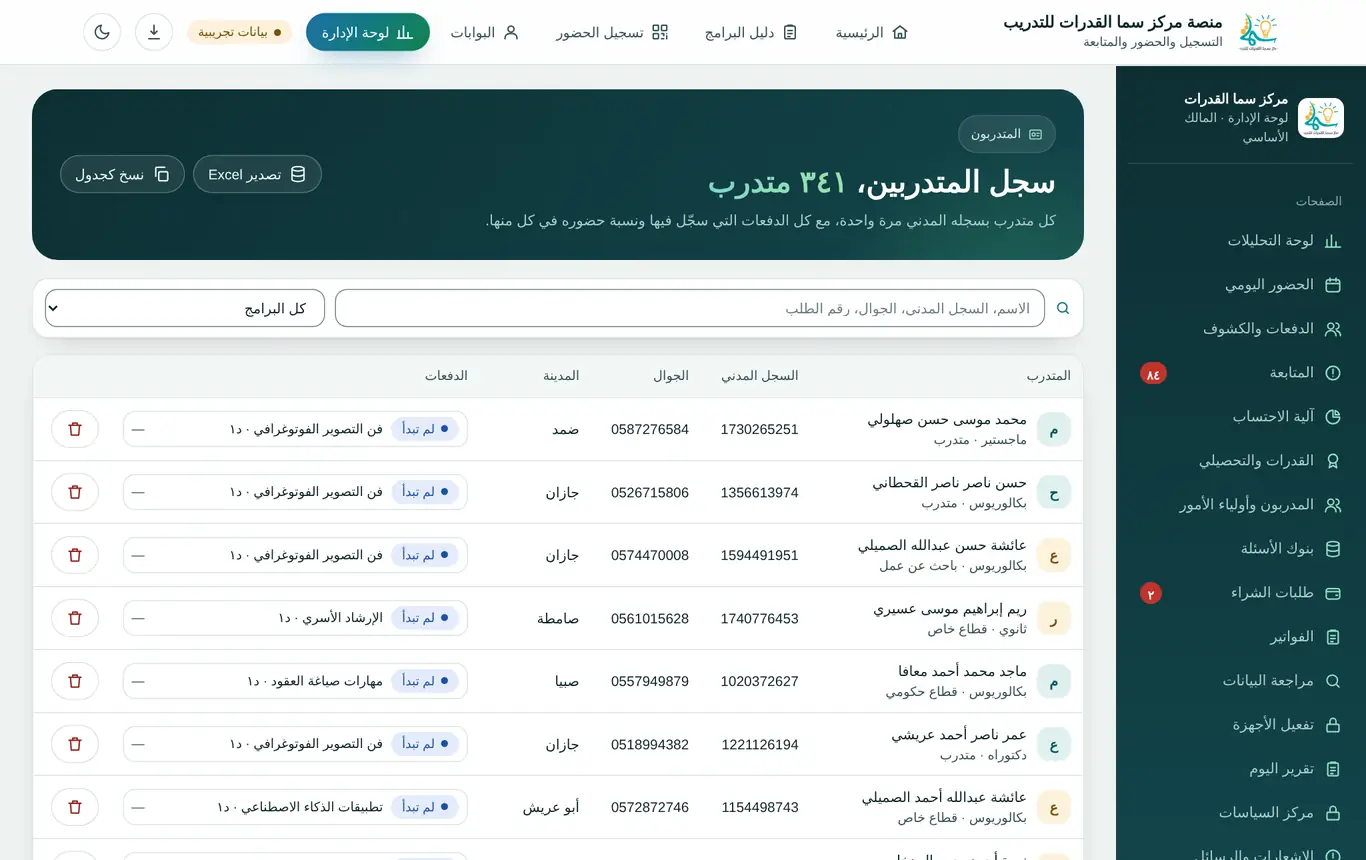 منصة مركز سما القدرات للتدريب
التسجيل والحضور والمتابعة
الرئيسية
دليل البرامج
تسجيل الحضور
البوابات
لوحة الإدارة
بيانات تجريبية
مركز سما القدرات
لوحة الإدارة · المالك
الأساسي
الصفحات
لوحة التحليلات
الحضور اليومي
الدفعات والكشوف
المتابعة ٨٤
آلية الاحتساب
القدرات والتحصيلي
المدربون وأولياء الأمور
بنوك الأسئلة
طلبات الشراء ٢
الفواتير
مراجعة البيانات
تفعيل الأجهزة
تقرير اليوم
مركز السياسات
الإشعارات والرسائل
المتدربون
سجل المتدربين، ٣٤١ متدرب
كل متدرب بسجله المدني مرة واحدة، مع كل الدفعات التي سجّل فيها ونسبة حضوره في كل منها.
تصدير Excel
نسخ كجدول
الاسم، السجل المدني، الجوال، رقم الطلب
كل البرامج
المتدرب السجل المدني الجوال المدينة الدفعات
م محمد موسى حسن صهلولي 1730265251 0587276584 ضمد لم تبدأ فن التصوير الفوتوغرافي · د١ —
ماجستير · متدرب
ح حسن ناصر ناصر القحطاني 1356613974 0526715806 جازان لم تبدأ فن التصوير الفوتوغرافي · د١ —
بكالوريوس · متدرب
ع عائشة حسن عبدالله الصميلي 1594491951 0574470008 جازان لم تبدأ فن التصوير الفوتوغرافي · د١ —
بكالوريوس · باحث عن عمل
ر ريم إبراهيم موسى عسيري 1740776453 0561015628 صامطة لم تبدأ الإرشاد الأسري · د١ —
ثانوي · قطاع خاص
م ماجد محمد أحمد معافا 1020372627 0557949879 صبيا لم تبدأ مهارات صياغة العقود · د١ —
بكالوريوس · قطاع حكومي
ع عمر ناصر أحمد عريشي 1221126194 0518994382 جازان لم تبدأ فن التصوير الفوتوغرافي · د١ —
دكتوراه · متدرب
ع عائشة عبدالله أحمد الصميلي 1154498743 0572872746 أبو عريش لم تبدأ تطبيقات الذكاء الاصطناعي · د١ —
بكالوريوس · قطاع خاص